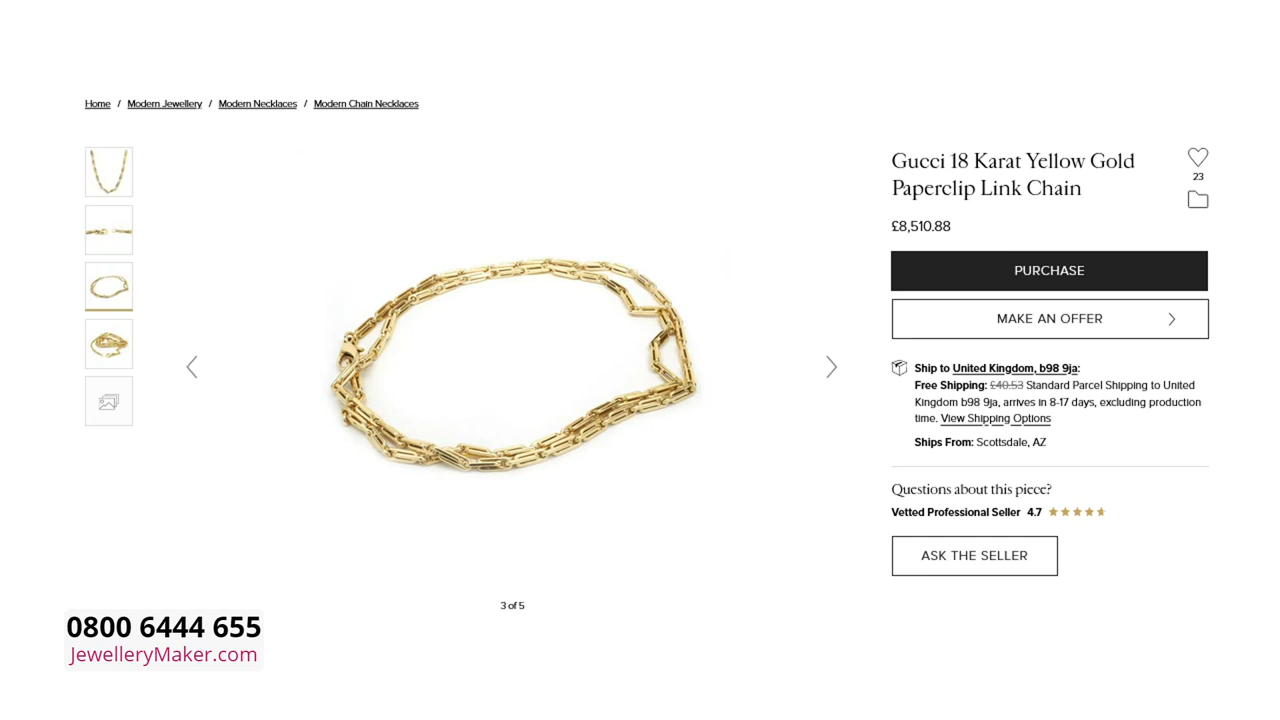 Home / Modern Jewellery / Modern Necklaces / Modern Chain Necklaces
Gucci 18 Karat Yellow Gold
Paperclip Link Chain
23
£8,510.88
PURCHASE
MAKE AN OFFER
Ship to United Kingdom, b98 9ja:
Free Shipping: £40.53 Standard Parcel Shipping to United
Kingdom b98 9ja, arrives in 8-17 days, excluding production
time. View Shipping Options
Ships From: Scottsdale, AZ
Questions about this piece?
Vetted Professional Seller 4.7
ASK THE SELLER
3 of 5
0800 6444 655
JewelleryMaker.com